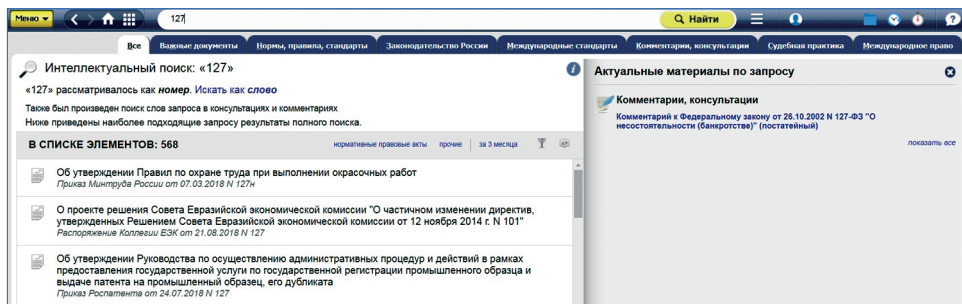 Меню
127
Найти
Все
Важные документы
Нормы, правила, стандарты
Законодательство России
Международные стандарты
Комментарии, консультации
Судебная практика
Международное право
Интеллектуальный поиск: «127»
«127» рассматривалось как номер. Искать как слово
Также был произведен поиск слов запроса в консультациях и комментариях
Ниже приведены наиболее подходящие запросу результаты полного поиска.
В СПИСКЕ ЭЛЕМЕНТОВ: 568
нормативные правовые акты
прочие
за 3 месяца
Об утверждении Правил по охране труда при выполнении окрасочных работ
Приказ Минтруда России от 07.03.2018 N 127н
О проекте решения Совета Евразийской экономической комиссии "О частичном изменении директив,
утвержденных Решением Совета Евразийской экономической комиссии от 12 ноября 2014 г. N 101"
Распоряжение Коллегии ЕЭК от 21.08.2018 N 127
Об утверждении Руководства по осуществлению административных процедур и действий в рамках
предоставления государственной услуги по государственной регистрации промышленного образца и
выдаче патента на промышленный образец, его дубликата
Приказ Роспатента от 24.07.2018 N 127
Актуальные материалы по запросу
Комментарии, консультации
Комментарий к Федеральному закону от 26.10.2002 N 127-ФЗ "О
несостоятельности (банкротстве)" (постатейный)
показать все